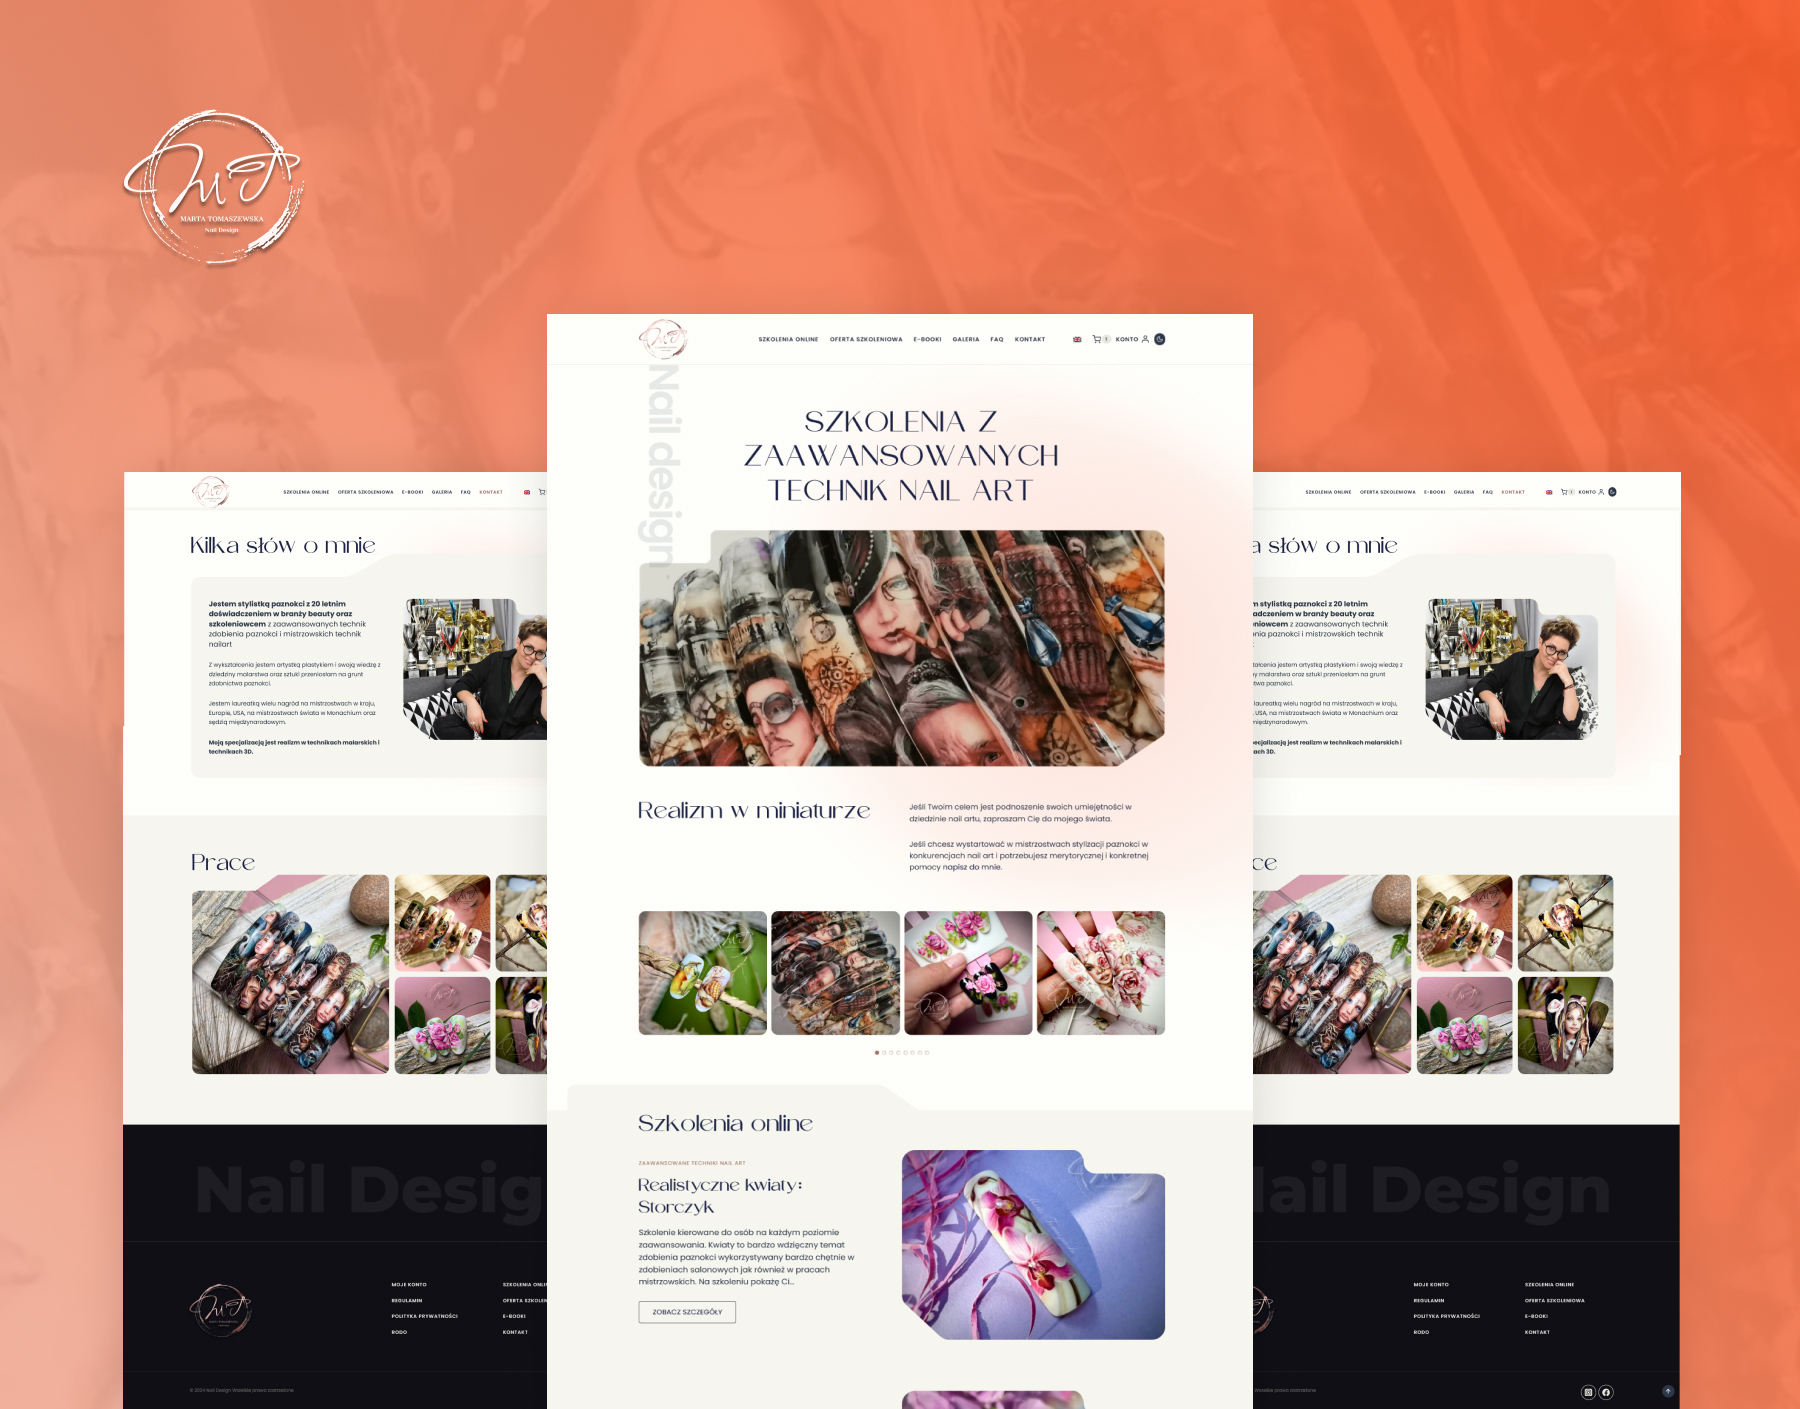 MT
MARTA TOMASZEWSKA
Nail Design
SZKOLENIA ONLINE OFERTA SZKOLENIOWA E-BOOKI GALERIA FAQ KONTAKT KONTO
Nail design
SZKOLENIA Z
ZAAWANSOWANYCH
TECHNIK NAIL ART
Realizm w miniaturze
Jeśli Twoim celem jest podnoszenie swoich umiejętności w
dziedzinie nail artu, zapraszam Cię do mojego świata.
Jeśli chcesz wystartować w mistrzostwach stylizacji paznokci w
konkurencjach nail art i potrzebujesz merytorycznej i konkretnej
pomocy napisz do mnie.
Szkolenia online
ZAAWANSOWANE TECHNIKI NAIL ART
Realistyczne kwiaty:
Storczyk
Szkolenie kierowane do osób na każdym poziomie
zaawansowania. Kwiaty to bardzo wdzięczny temat
zdobienia paznokci wykorzystywany bardzo chętnie w
zdobieniach salonowych jak również w pracach
mistrzowskich. Na szkoleniu pokażę Ci...
ZOBACZ SZCZEGÓŁY
SZKOLENIA ONLINE OFERTA SZKOLENIOWA E-BOOKI GALERIA FAQ KONTAKT
Kilka słów o mnie
Jestem stylistką paznokci z 20 letnim
doświadczeniem w branży beauty oraz
szkoleniowcem z zaawansowanych technik
zdobienia paznokci i mistrzowskich technik
nailart
Z wykształcenia jestem artystką plastykiem i swoją wiedzę z
dziedziny malarstwa oraz sztuki przeniosłam na grunt
zdobnictwa paznokci.
Jestem laureatką wielu nagród na mistrzostwach w kraju,
Europie, USA, na mistrzostwach świata w Monachium oraz
sędzią międzynarodowym.
Moją specjalizacją jest realizm w technikach malarskich i
technikach 3D.
Prace
Nail Desig
MOJE KONTO
REGULAMIN
POLITYKA PRYWATNOŚCI
RODO
SZKOLENIA ONLIN
OFERTA SZKOLEN
E-BOOKI
KONTAKT
© 2024 Nail Design Wszelkie prawa zastrzeżone
SZKOLENIA ONLINE OFERTA SZKOLENIOWA E-BOOKI GALERIA FAQ KONTAKT KONTO
a słów o mnie
m stylistką paznokci z 20 letnim
adczeniem w branży beauty oraz
eniowcem z zaawansowanych technik
nia paznokci i mistrzowskich technik
tałcenia jestem artystką plastykiem i swoją wiedzę z
ny malarstwa oraz sztuki przeniosłam na grunt
twa paznokci.
laureatką wielu nagród na mistrzostwach w kraju,
USA, na mistrzostwach świata w Monachium oraz
międzynarodowym.
pecjalizacją jest realizm w technikach malarskich i
ach 3D.
ce
ail Design
MOJE KONTO
REGULAMIN
POLITYKA PRYWATNOŚCI
RODO
SZKOLENIA ONLINE
OFERTA SZKOLENIOWA
E-BOOKI
KONTAKT
Wszelkie prawa zastrzeżone